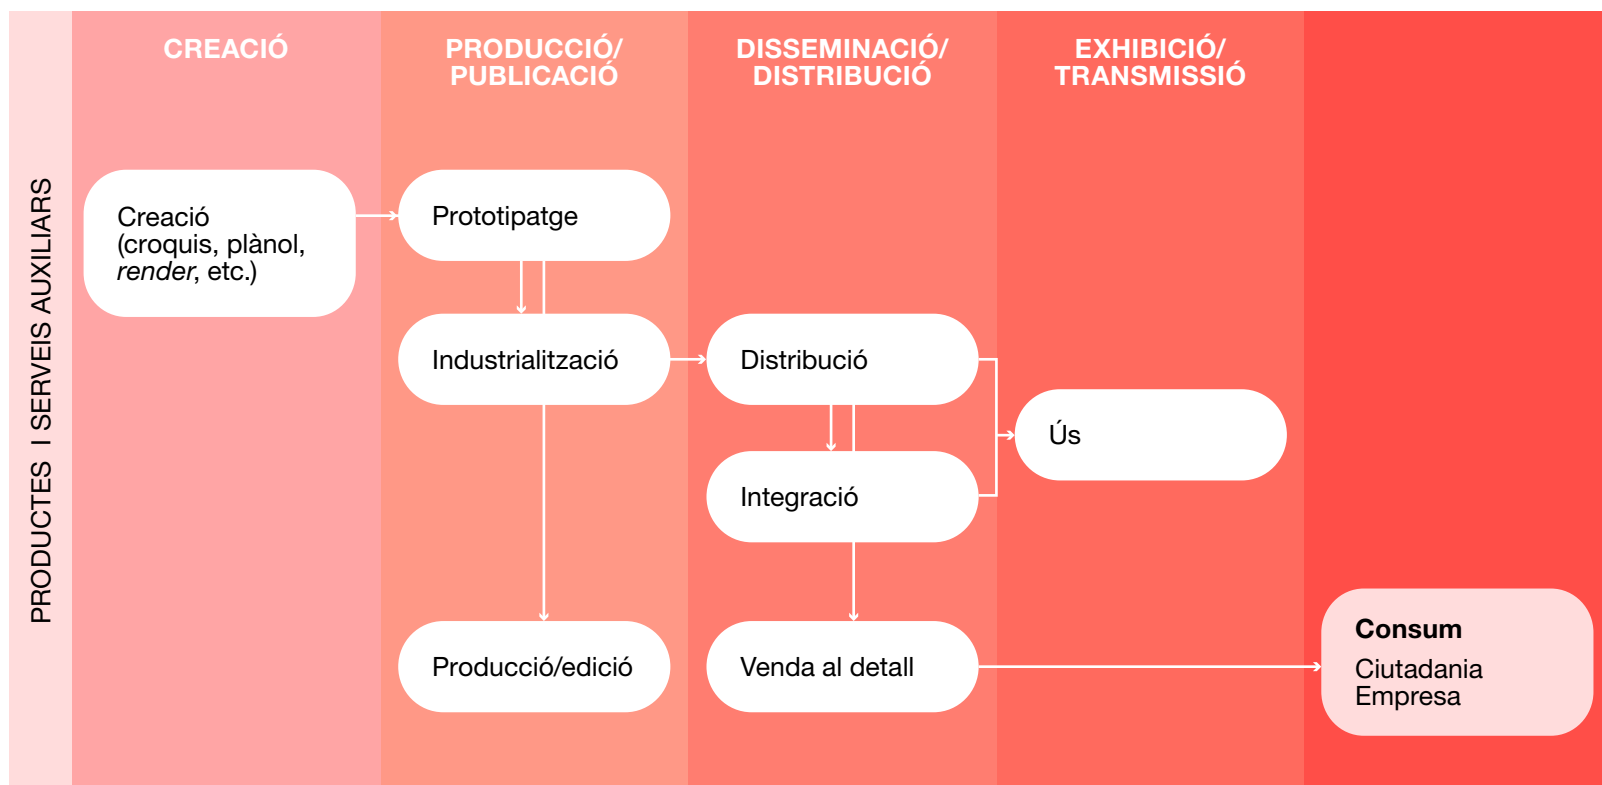 CREACIÓ
PRODUCCIÓ/
PUBLICACIÓ
DISSEMINACIÓ/
DISTRIBUCIÓ
EXHIBICIÓ/
TRANSMISSIÓ
PRODUCTES I SERVEIS AUXILIARS
Creació
(croquis, plànol,
render, etc.)
Prototipatge
Industrialització
Producció/edició
Distribució
Integració
Venda al detall
Ús
Consum
Ciutadania
Empresa